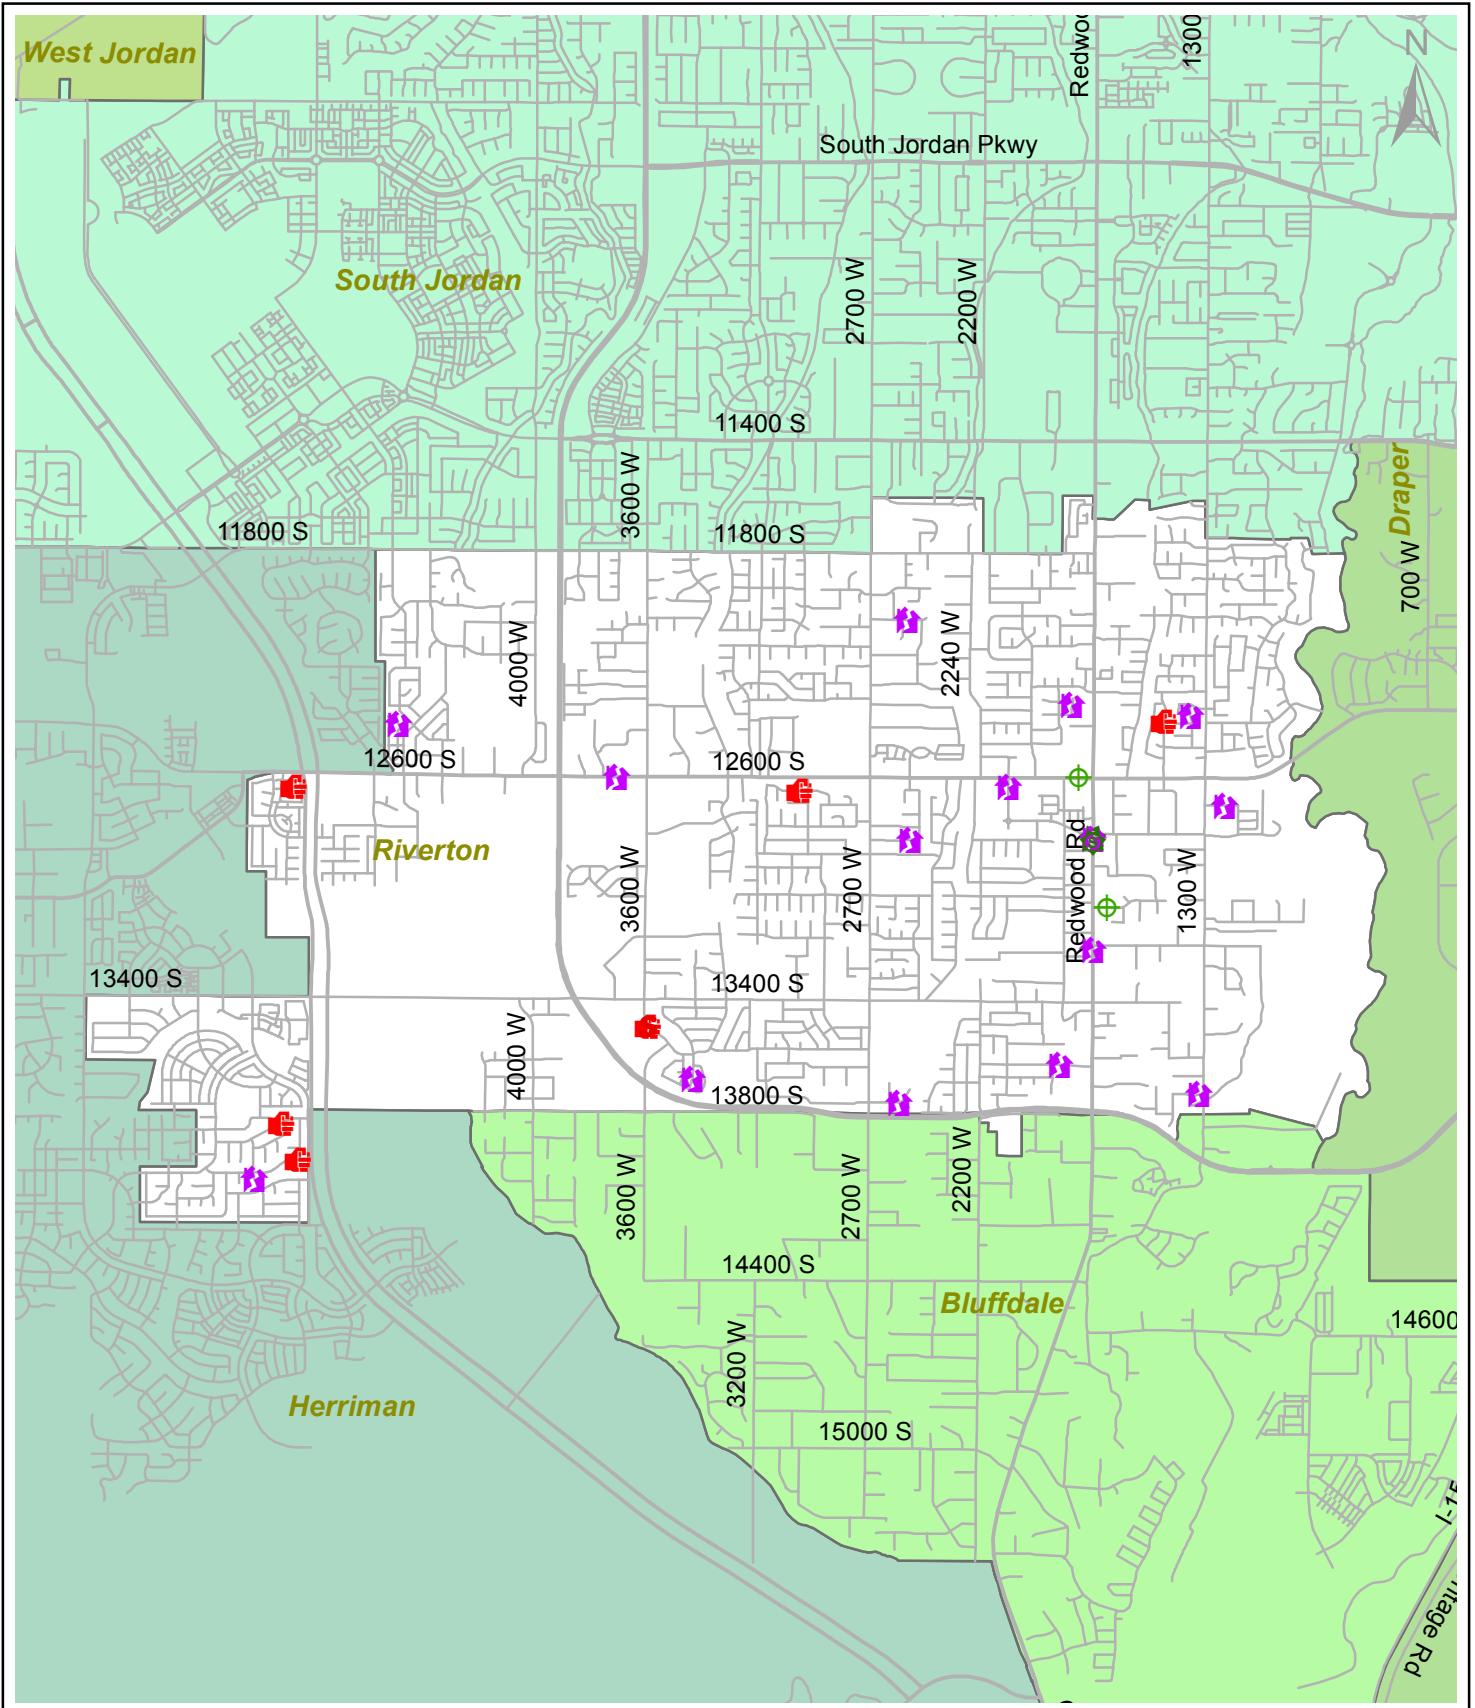 West Jordan
Redwoo
1300
N
South Jordan Pkwy
South Jordan
2700 W
2200 W
11400 S
3600 W
Draper
11800 S
11800 S
700 W
4000 W
2240 W
12600 S
12600 S
Riverton
3600 W
2700 W
Redwood Rd
1300 W
13400 S
13400 S
4000 W
13800 S
3600 W
2700 W
2200 W
14400 S
Bluffdale
14600
3200 W
Herriman
15000 S
I-15
ntage Rd